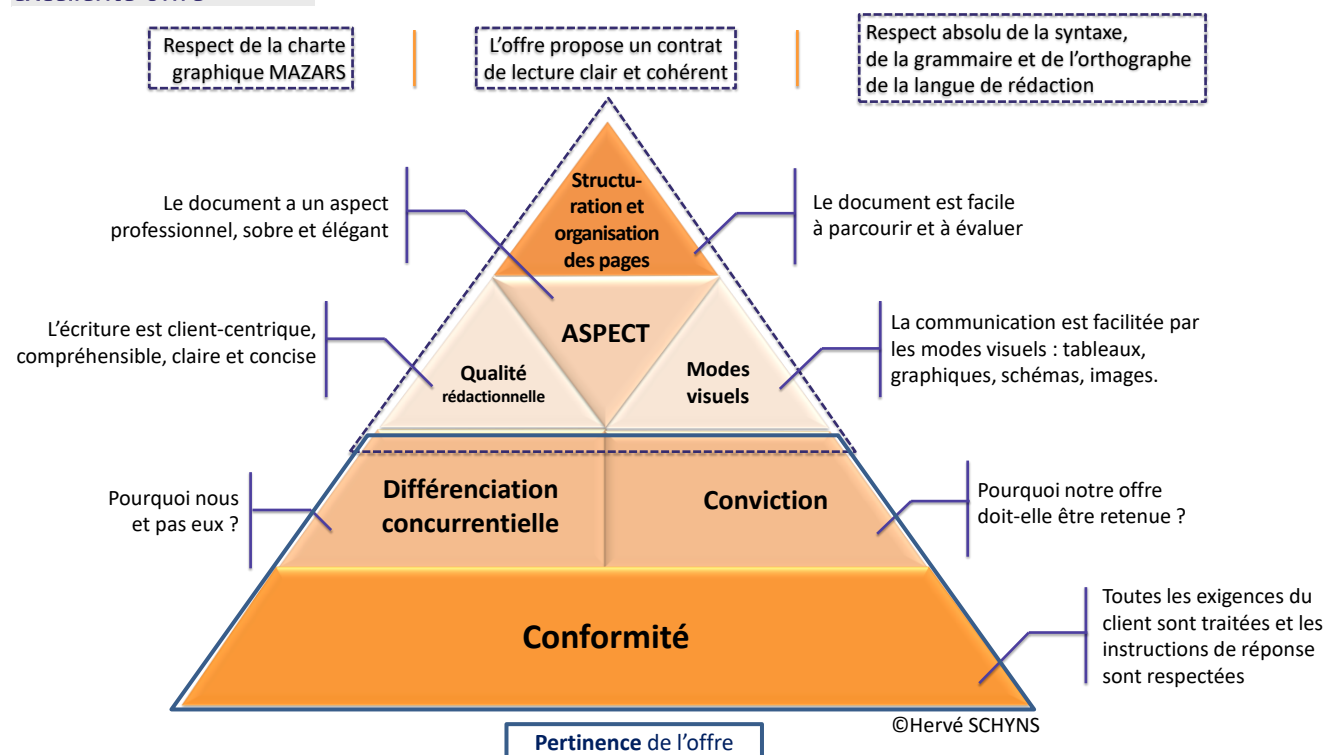 Respect de la charte
graphique MAZARS
L'offre propose un contrat
de lecture clair et cohérent
Respect absolu de la syntaxe,
de la grammaire et de l'orthographe
de la langue de rédaction
Structu-
ration et
organisation
des pages
Le document a un aspect
professionnel, sobre et élégant
Le document est facile
à parcourir et à évaluer
ASPECT
L'écriture est client-centrique,
compréhensible, claire et concise
Qualité
rédactionnelle
Modes
visuels
La communication est facilitée par
les modes visuels : tableaux,
graphiques, schémas, images.
Pourquoi nous
et pas eux ?
Différenciation
concurrentielle
Conviction
Pourquoi notre offre
doit-elle être retenue ?
Conformité
Toutes les exigences du
client sont traitées et les
instructions de réponse
sont respectées
©Hervé SCHYNS
Pertinence de l'offre